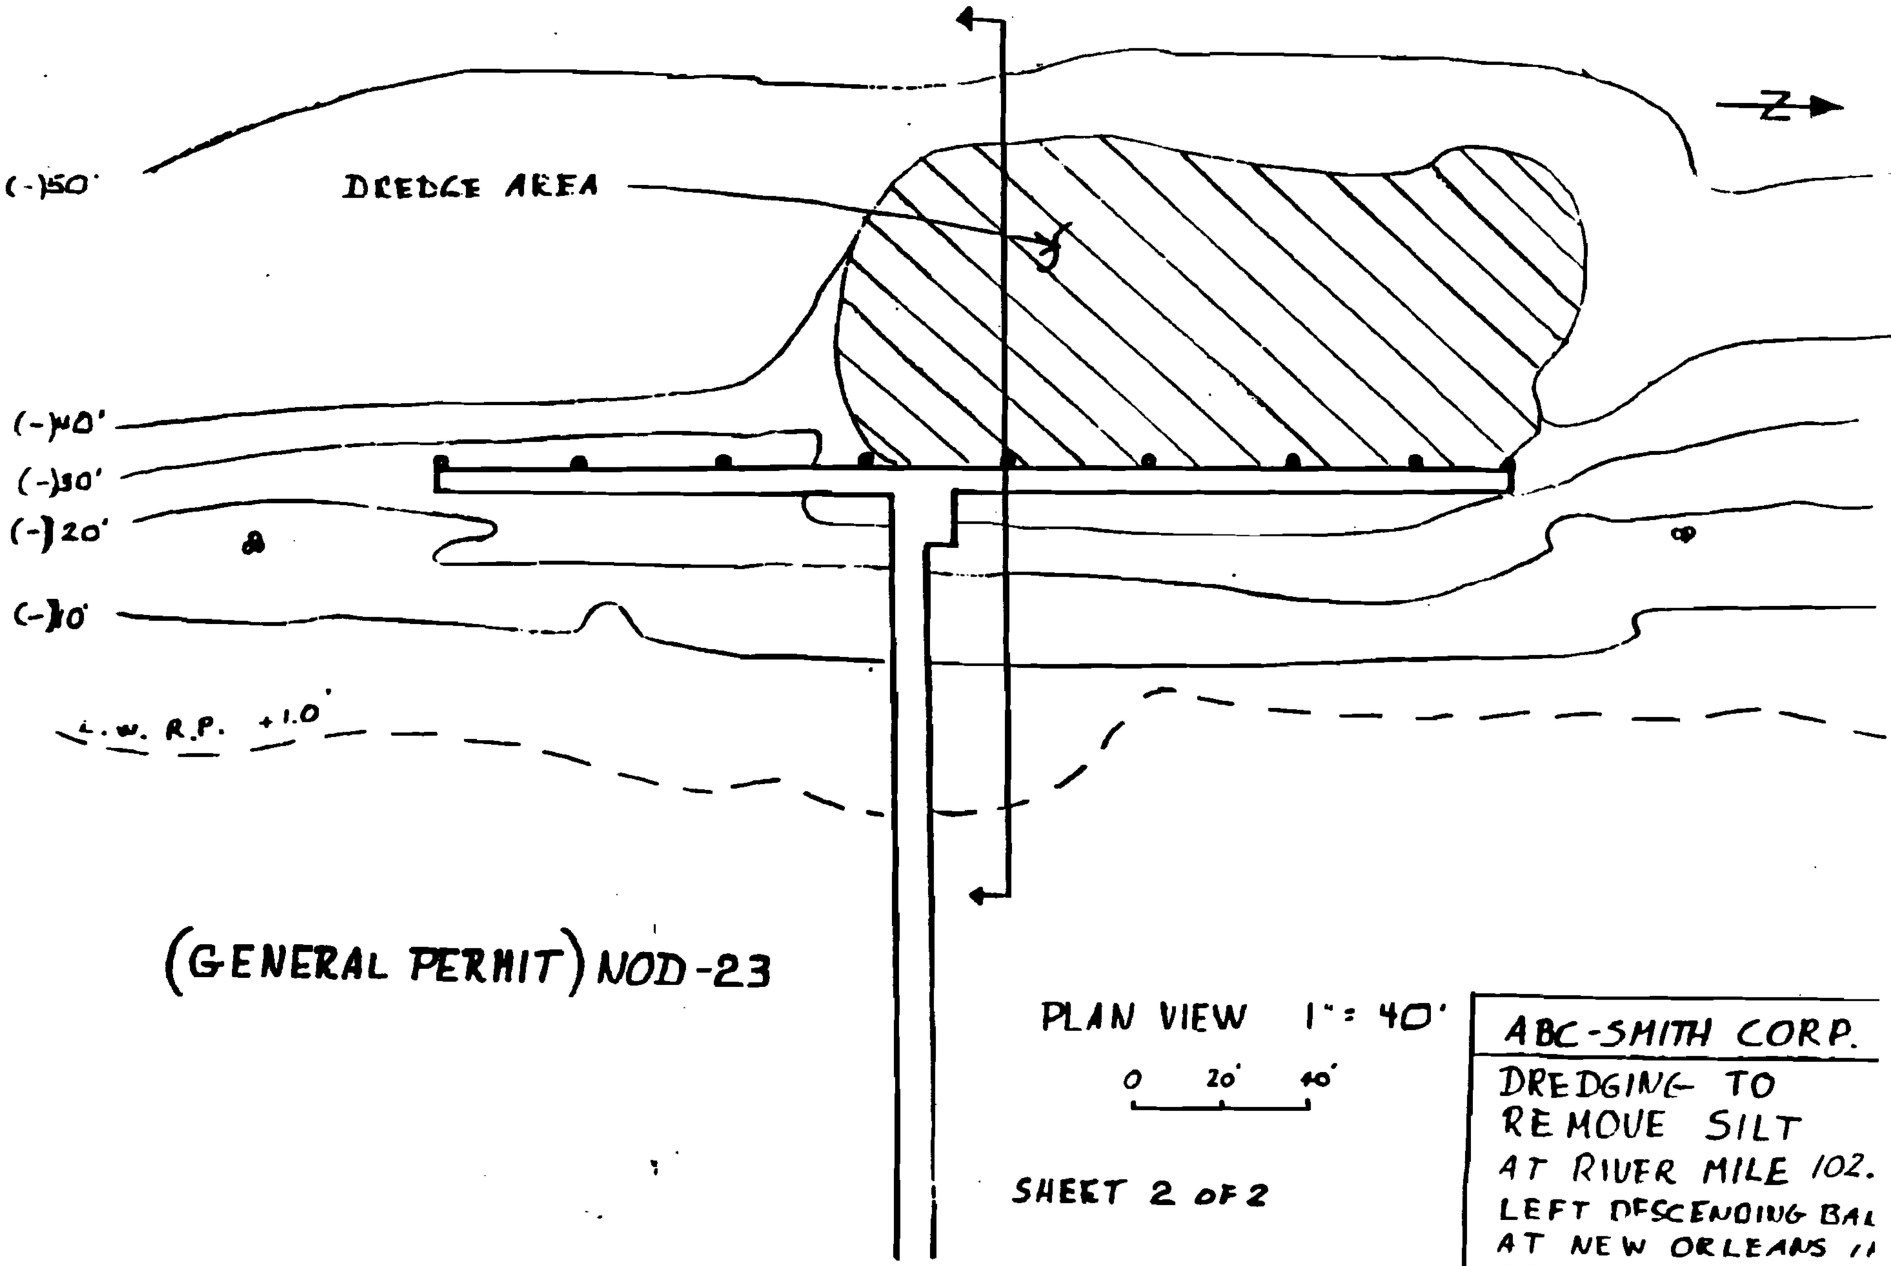 Z
(-)50'
DREDGE AREA
(-)40'
(-)30'
(-)20'
(-)10'
L.W. R.P. +1.0'
(GENERAL PERMIT) NOD-23
PLAN VIEW 1" = 40'
0 20' 40'
SHEET 2 OF 2
ABC-SMITH CORP.
DREDGING TO
REMOVE SILT
AT RIVER MILE 102.
LEFT DESCENDING
AT NEW ORLEANS